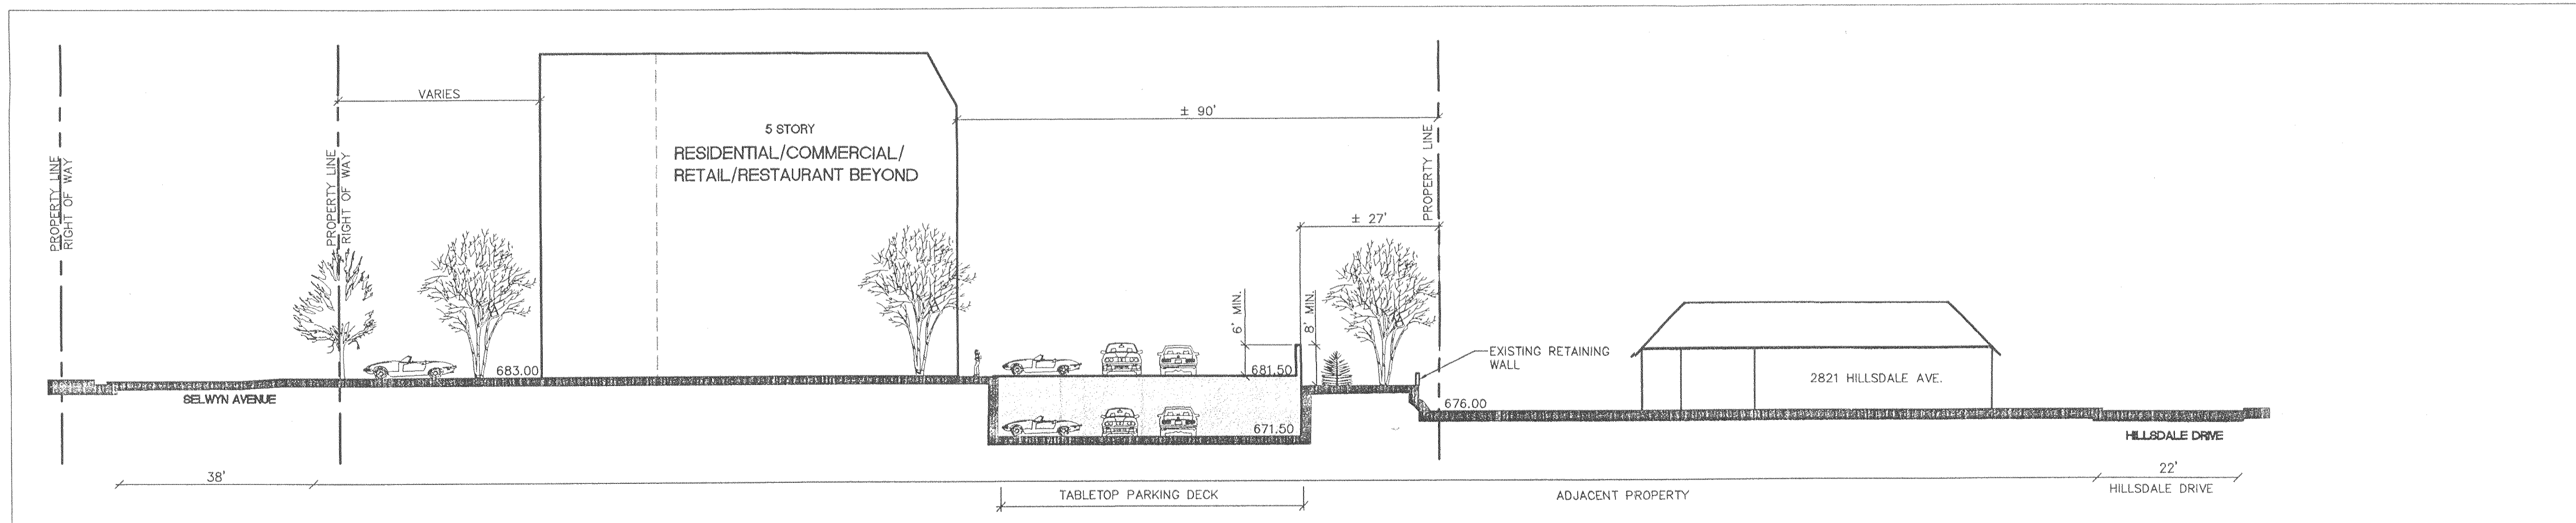 PROPERTY LINE
RIGHT OF WAY
PROPERTY LINE
RIGHT OF WAY
VARIES
5 STORY
RESIDENTIAL/COMMERCIAL/
RETAIL/RESTAURANT BEYOND
± 90'
PROPERTY LINE
± 27'
6' MIN.
8' MIN.
683.00
681.50
671.50
EXISTING RETAINING
WALL
676.00
2821 HILLSDALE AVE.
SELWYN AVENUE
HILLSDALE DRIVE
38'
TABLETOP PARKING DECK
ADJACENT PROPERTY
22'
HILLSDALE DRIVE